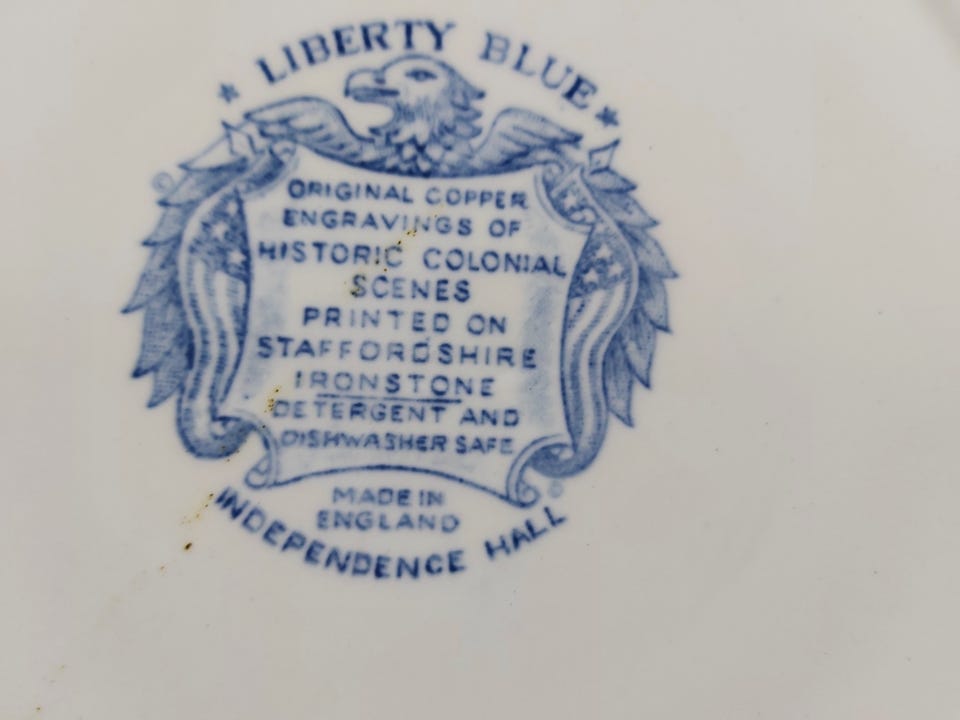 LIBERTY BLUE
ORIGINAL COPPER
ENGRAVINGS OF
HISTORIC COLONIAL
SCENES
PRINTED ON
STAFFORDSHIRE
IRONSTONE
DETERGENT AND
DISHWASHER SAFE
MADE IN
ENGLAND
INDEPENDENCE HALL